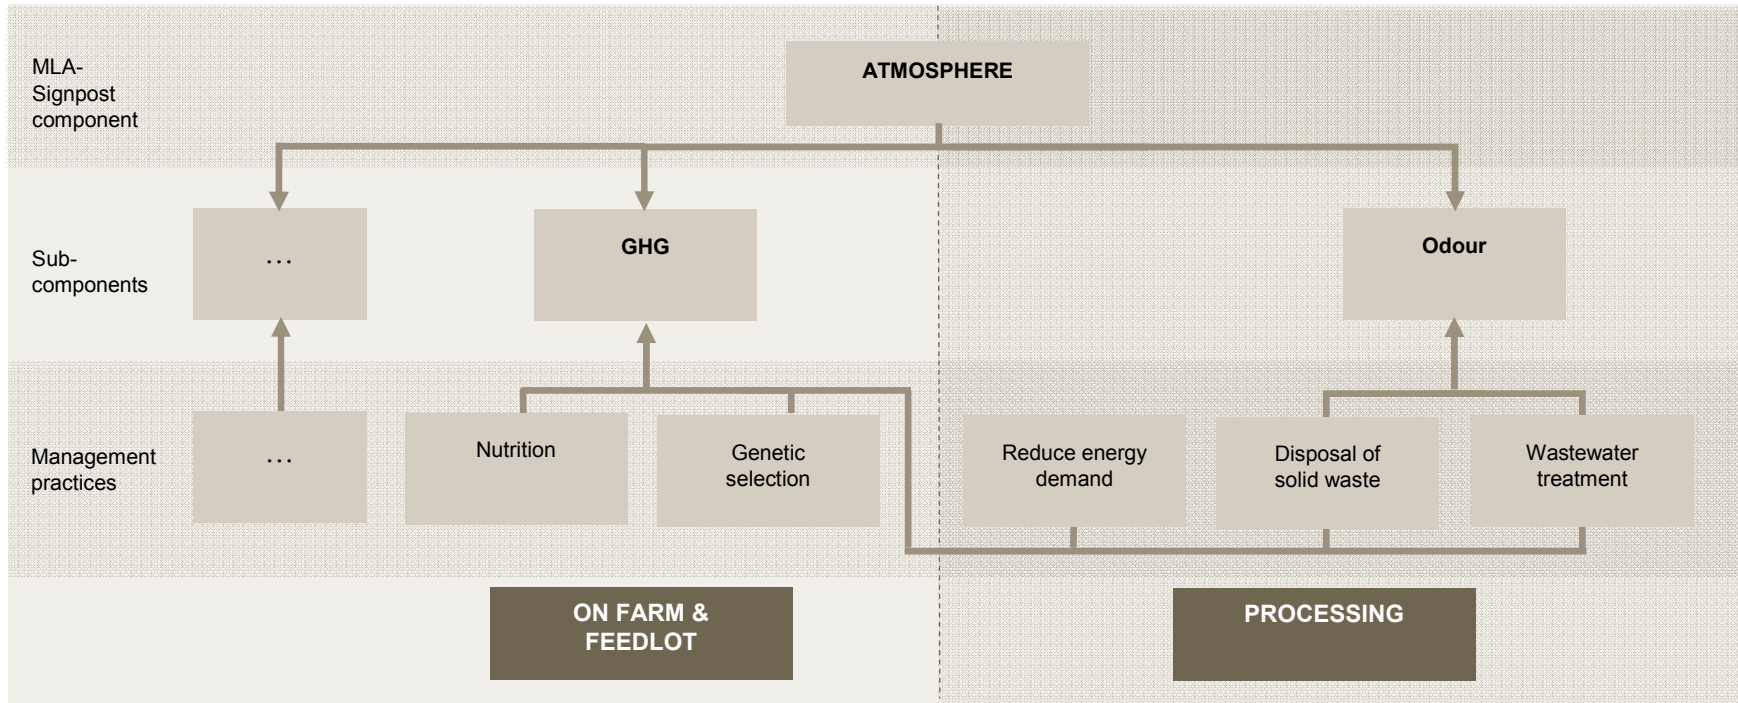 MLA-
Signpost
component
ATMOSPHERE
Sub-
components
…
GHG
Odour
Management
practices
…
Nutrition
Genetic
selection
Reduce energy
demand
Disposal of
solid waste
Wastewater
treatment
ON FARM &
FEEDLOT
PROCESSING